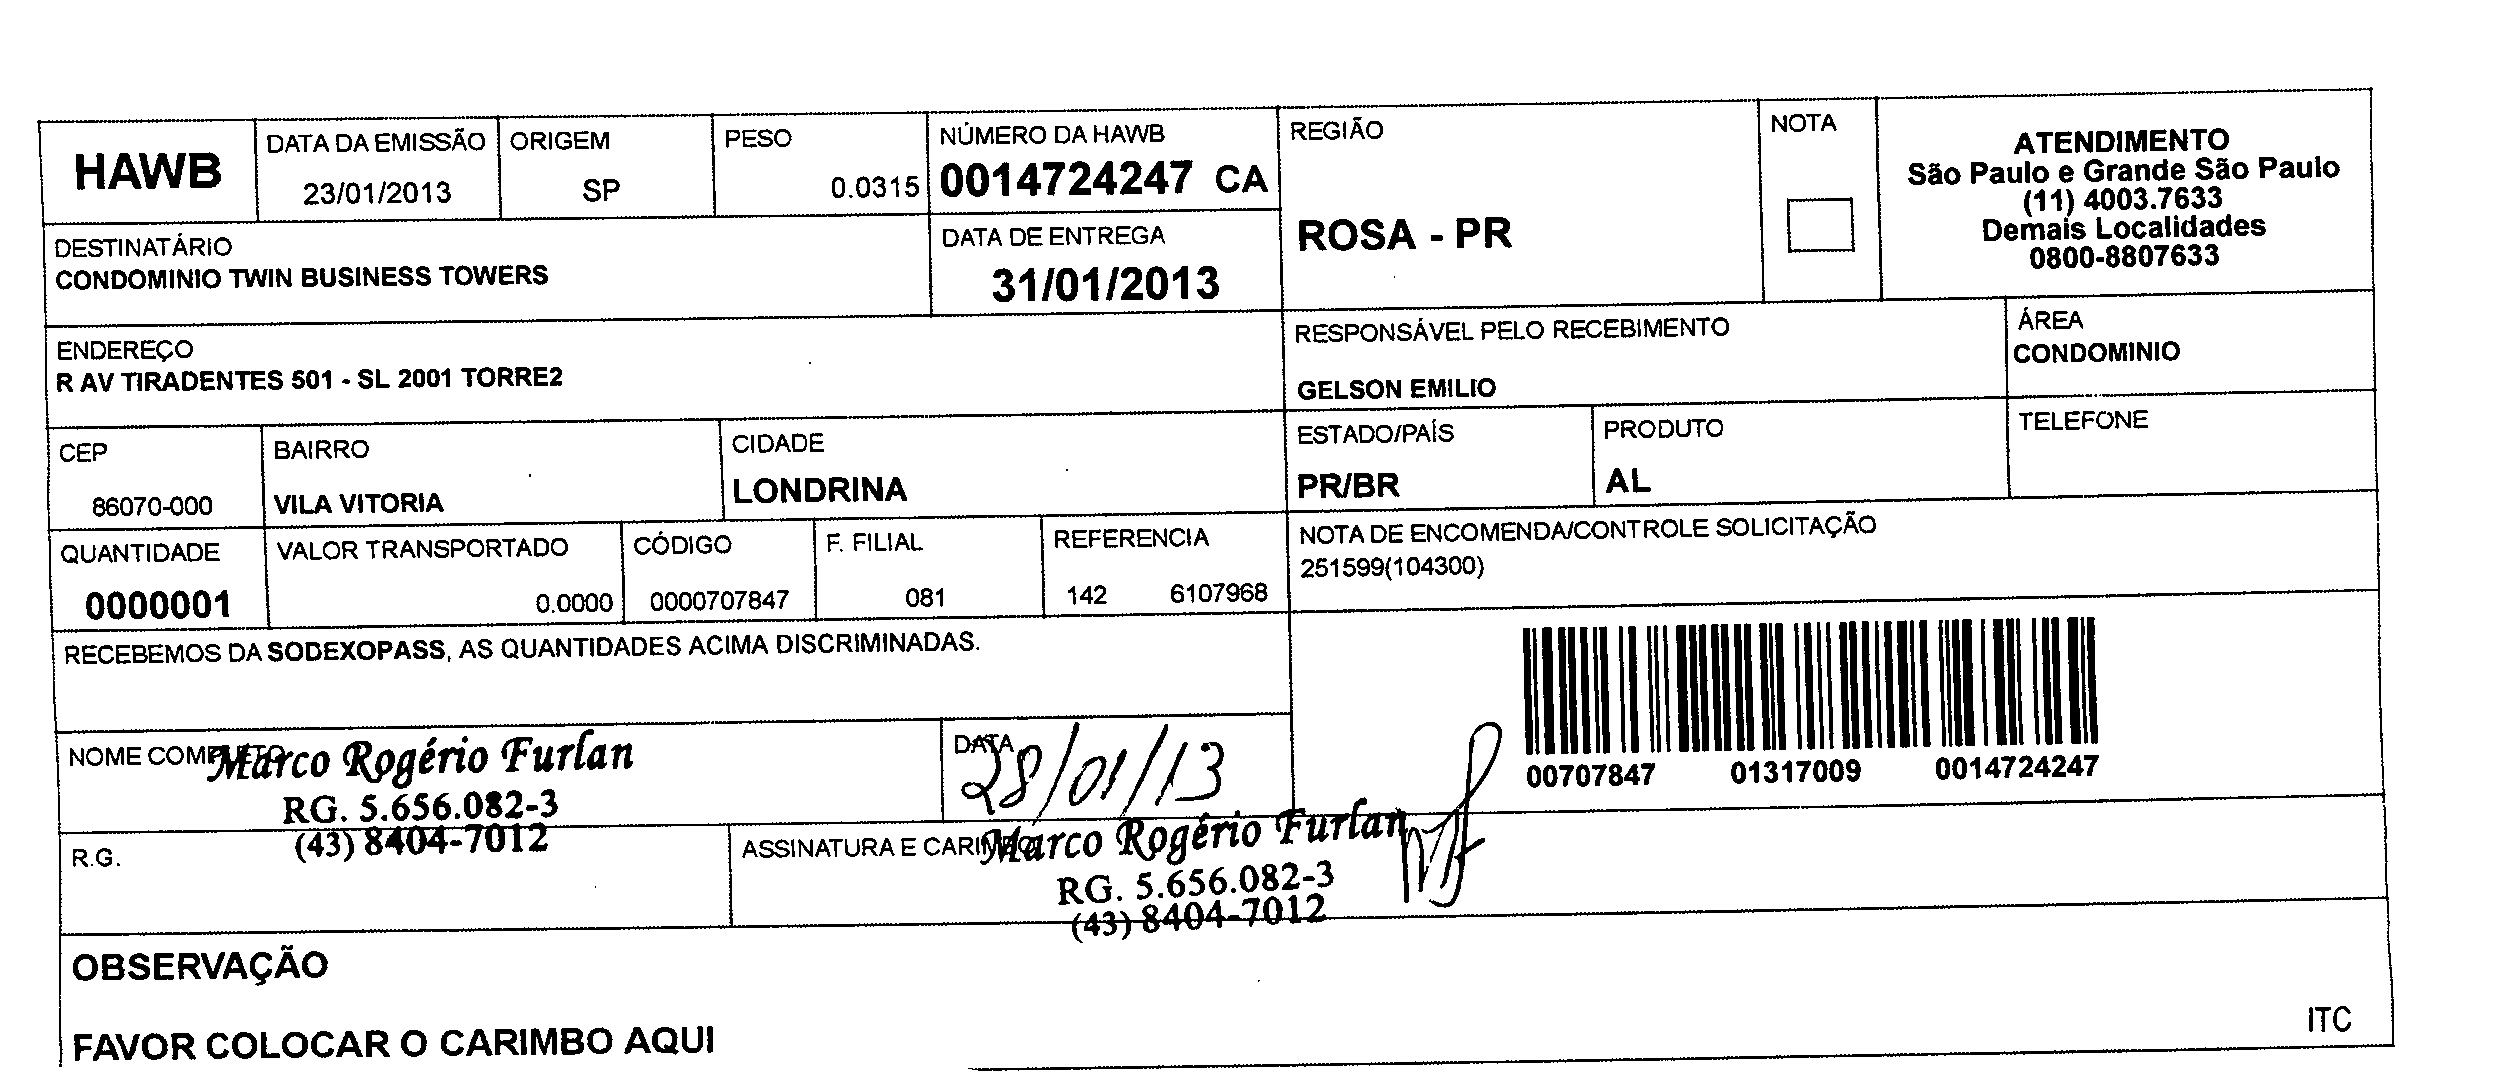 HAWB
DATA DA EMISSÃO
23/01/2013
ORIGEM
SP
PESO
0.0315
NÚMERO DA HAWB
0014724247 CA
REGIÃO
ROSA - PR
NOTA
ATENDIMENTO
São Paulo e Grande São Paulo
(11) 4003.7633
Demais Localidades
0800-8807633
DESTINATÁRIO
CONDOMINIO TWIN BUSINESS TOWERS
DATA DE ENTREGA
31/01/2013
ENDEREÇO
R AV TIRADENTES 501 - SL 2001 TORRE2
RESPONSÁVEL PELO RECEBIMENTO
GELSON EMILIO
ÁREA
CONDOMINIO
CEP
86070-000
BAIRRO
VILA VITORIA
CIDADE
LONDRINA
ESTADO/PAÍS
PR/BR
PRODUTO
AL
TELEFONE
QUANTIDADE
0000001
VALOR TRANSPORTADO
0.0000
CÓDIGO
0000707847
F. FILIAL
081
REFERENCIA
142 6107968
NOTA DE ENCOMENDA/CONTROLE SOLICITAÇÃO
251599(104300)
RECEBEMOS DA SODEXOPASS, AS QUANTIDADES ACIMA DISCRIMINADAS.
00707847 01317009 0014724247
NOME COMPLETO
Marco Rogério Furlan
RG. 5.656.082-3
(43) 8404-7012
DATA
28/01/13
R.G.
ASSINATURA E CARIMBO
Marco Rogério Furlan
RG. 5.656.082-3
(43) 8404-7012
OBSERVAÇÃO
FAVOR COLOCAR O CARIMBO AQUI
ITC